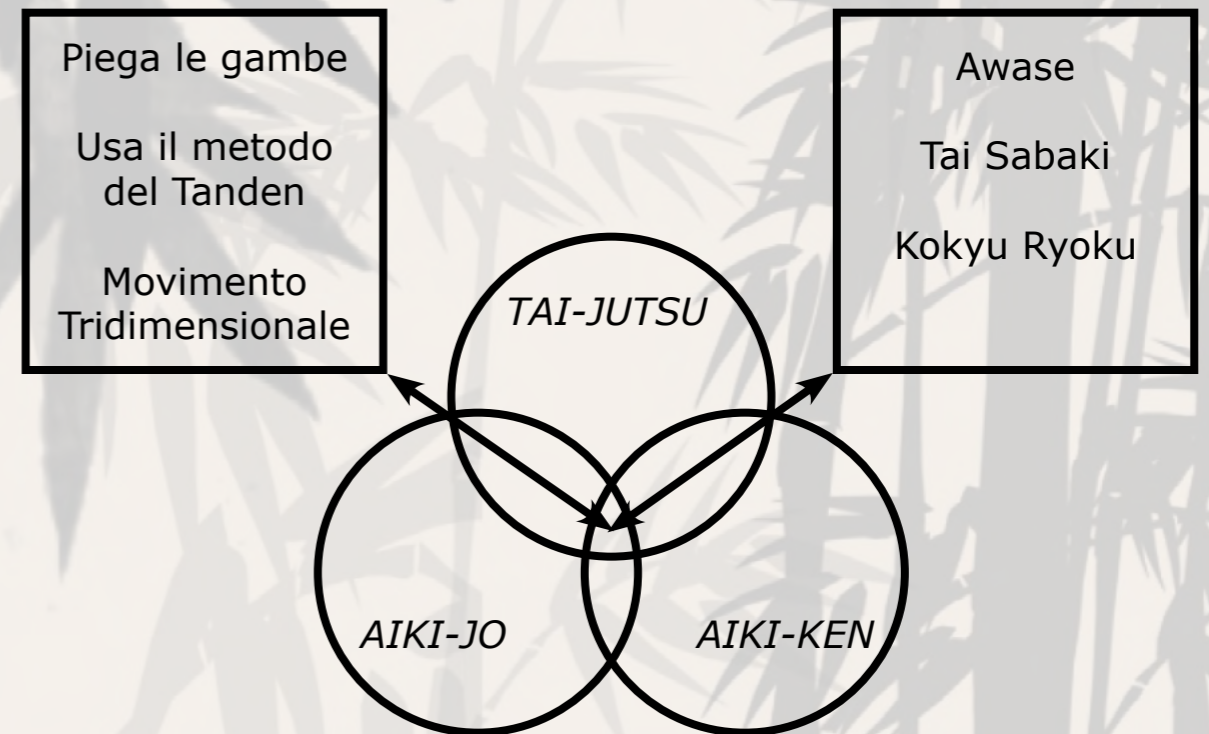 Piega le gambe
Usa il metodo
del Tanden
Movimento
Tridimensionale
Awase
Tai Sabaki
Kokyu Ryoku
TAI-JUTSU
AIKI-JO
AIKI-KEN